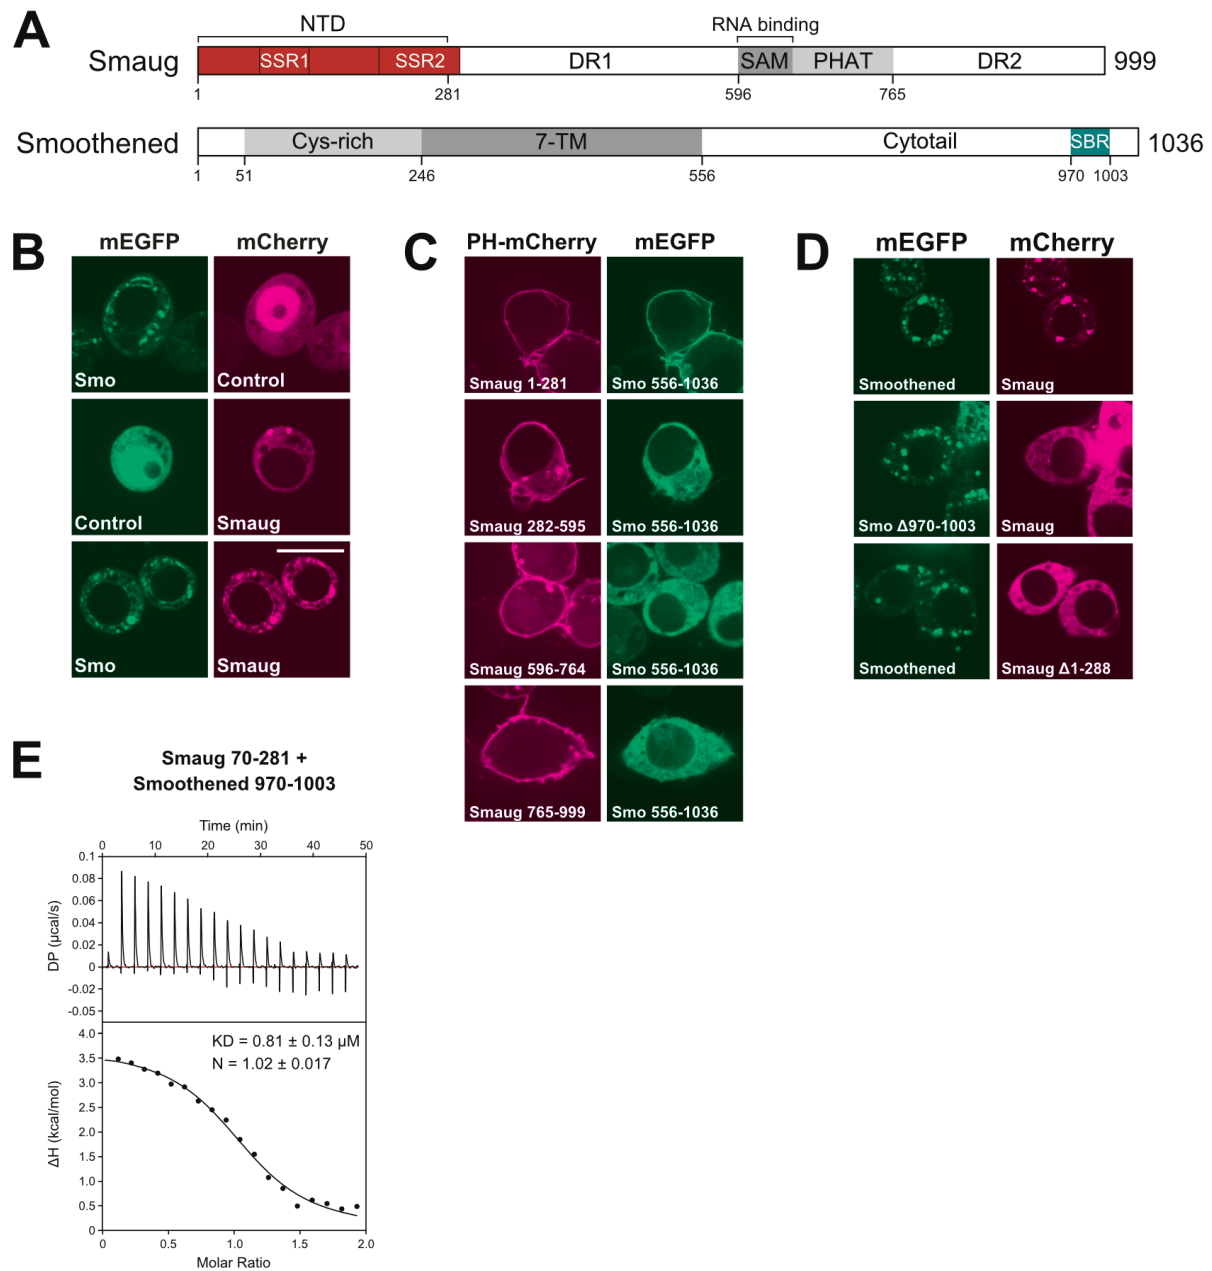 A
NTD
RNA binding
Smaug
SSR1
SSR2
DR1
SAM
PHAT
DR2
999
1
281
596
765
Smoothened
Cys-rich
7-TM
Cytotail
SBR
1036
1
51
246
556
970
1003
B
mEGFP
mCherry
Smo
Control
Control
Smaug
Smo
Smaug
C
PH-mCherry
mEGFP
Smaug 1-281
Smo 556-1036
Smaug 282-595
Smo 556-1036
Smaug 596-764
Smo 556-1036
Smaug 765-999
Smo 556-1036
D
mEGFP
mCherry
Smoothened
Smaug
Smo Δ970-1003
Smaug
Smoothened
Smaug Δ1-288
E
Smaug 70-281 +
Smoothened 970-1003
Time (min)
0 10 20 30 40 50
0.1
0.08
0.06
0.04
0.02
0
-0.02
-0.05
DP (µcal/s)
KD = 0.81 ± 0.13 µM
N = 1.02 ± 0.017
4.0
3.5
3.0
2.5
2.0
1.5
1.0
0.5
0
ΔH (kcal/mol)
0 0.5 1.0 1.5 2.0
Molar Ratio